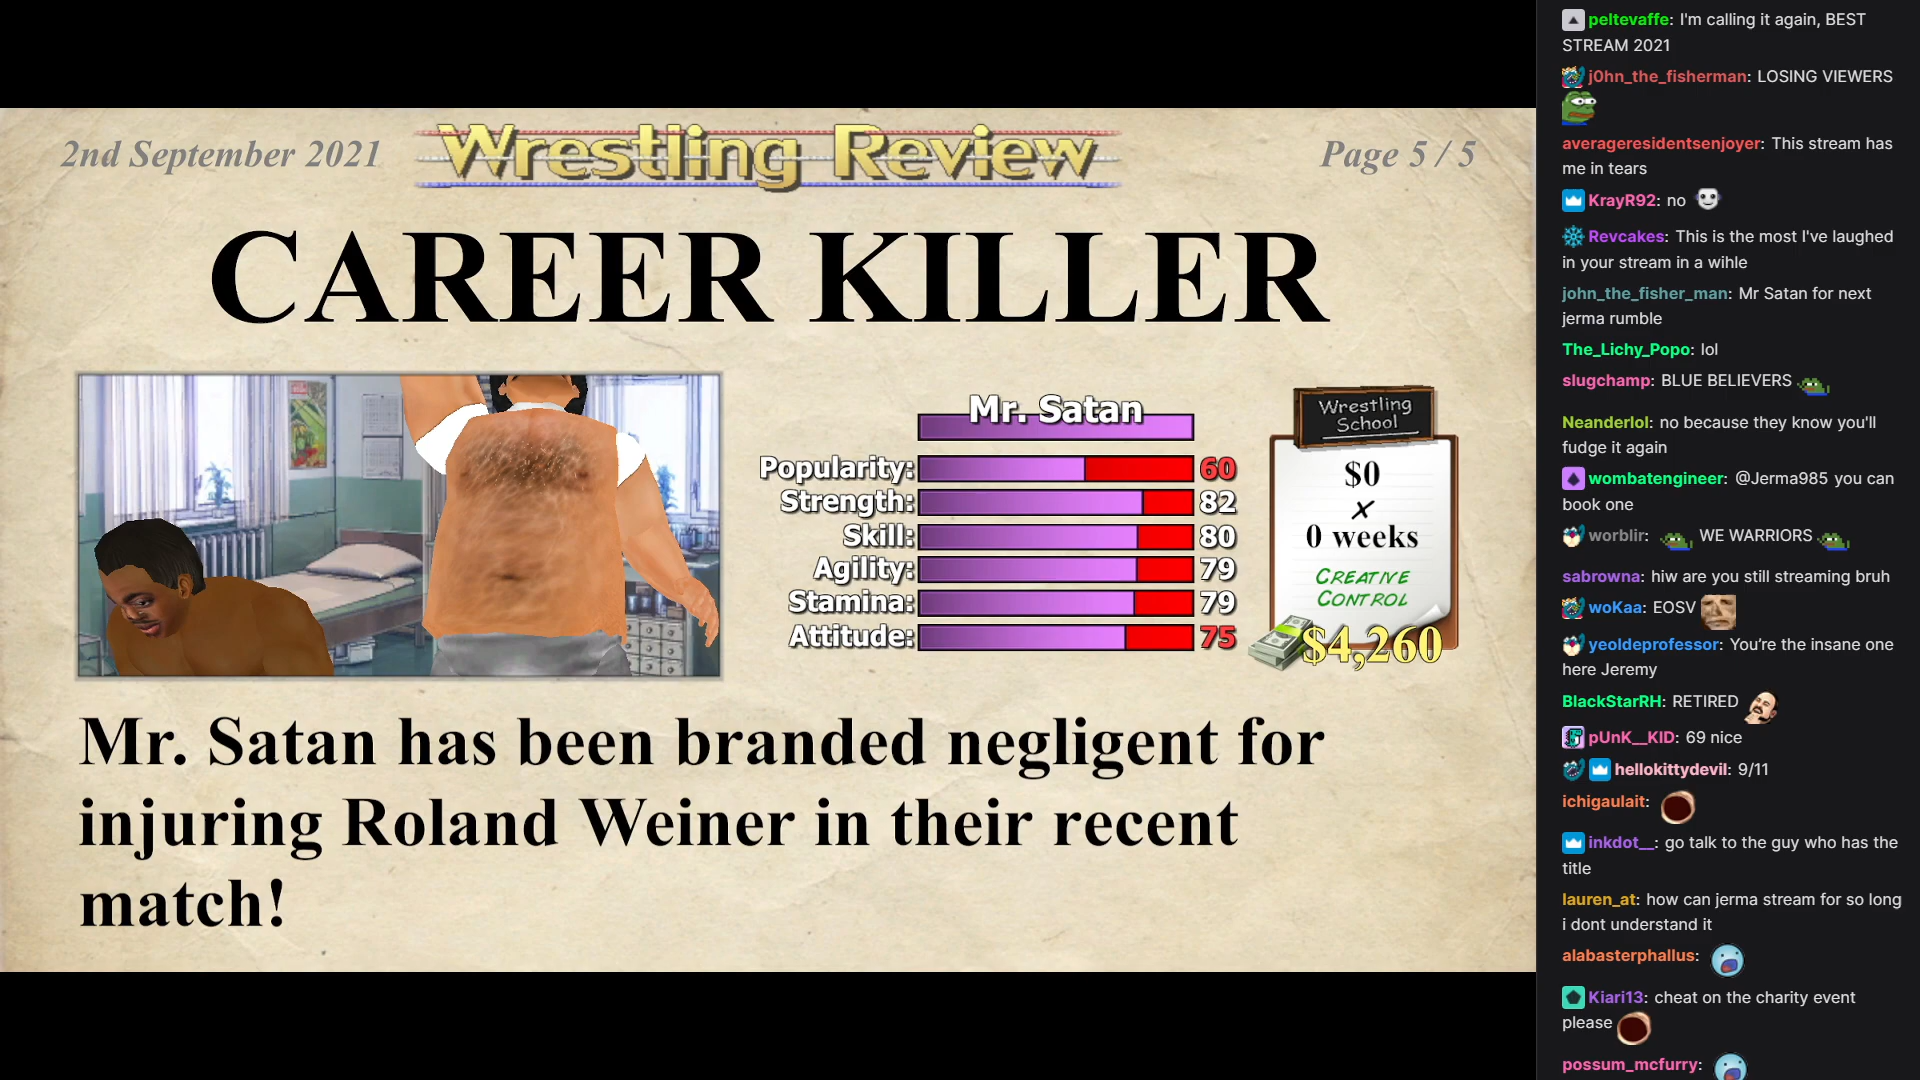 2nd September 2021
Wrestling Review
Page 5 / 5
CAREER KILLER
Mr. Satan
Popularity: 60
Strength: 82
Skill: 80
Agility: 79
Stamina: 79
Attitude: 75
Wrestling
School
$0
x
0 weeks
CREATIVE
CONTROL
$4,260
Mr. Satan has been branded negligent for
injuring Roland Weiner in their recent
match!
peltevaffe: I'm calling it again, BEST
STREAM 2021
j0hn_the_fisherman: LOSING VIEWERS
averageresidentsenjoyer: This stream has
me in tears
KrayR92: no
Revcakes: This is the most I've laughed
in your stream in a wihle
john_the_fisher_man: Mr Satan for next
jerma rumble
The_Lichy_Popo: lol
slugchamp: BLUE BELIEVERS
Neanderlol: no because they know you'll
fudge it again
wombatengineer: @Jerma985 you can
book one
worblir: WE WARRIORS
sabrowna: hiw are you still streaming bruh
woKaa: EOSV
yeoldeprofessor: You're the insane one
here Jeremy
BlackStarRH: RETIRED
pUnK__KID: 69 nice
hellokittydevil: 9/11
ichigaulait:
inkdot__: go talk to the guy who has the
title
lauren_at: how can jerma stream for so long
i dont understand it
alabasterphallus:
Kiari13: cheat on the charity event
please
possum_mcfurry: